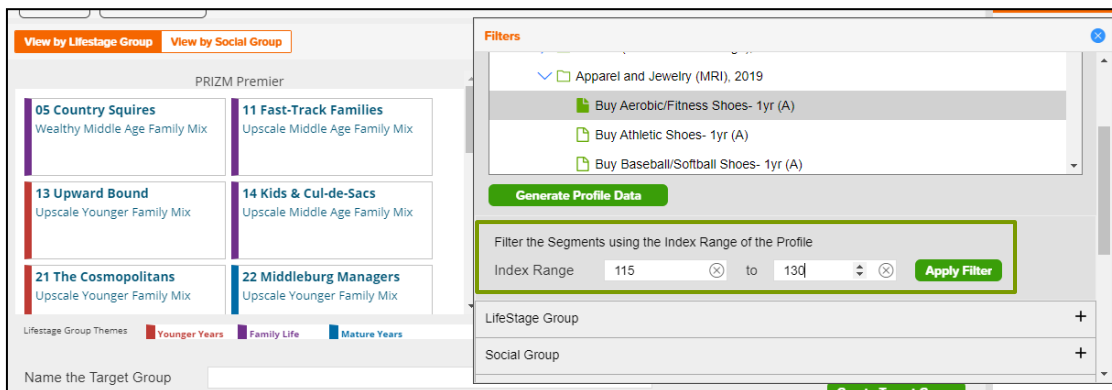 View by Lifestage Group View by Social Group
PRIZM Premier
05 Country Squires
Wealthy Middle Age Family Mix
11 Fast-Track Families
Upscale Middle Age Family Mix
13 Upward Bound
Upscale Younger Family Mix
14 Kids & Cul-de-Sacs
Upscale Middle Age Family Mix
21 The Cosmopolitans
Upscale Younger Family Mix
22 Middleburg Managers
Upscale Younger Family Mix
Lifestage Group Themes Younger Years Family Life Mature Years
Name the Target Group
Filters
Apparel and Jewelry (MRI), 2019
Buy Aerobic/Fitness Shoes- 1yr (A)
Buy Athletic Shoes- 1yr (A)
Buy Baseball/Softball Shoes- 1yr (A)
Generate Profile Data
Filter the Segments using the Index Range of the Profile
Index Range 115 to 130 Apply Filter
LifeStage Group +
Social Group +